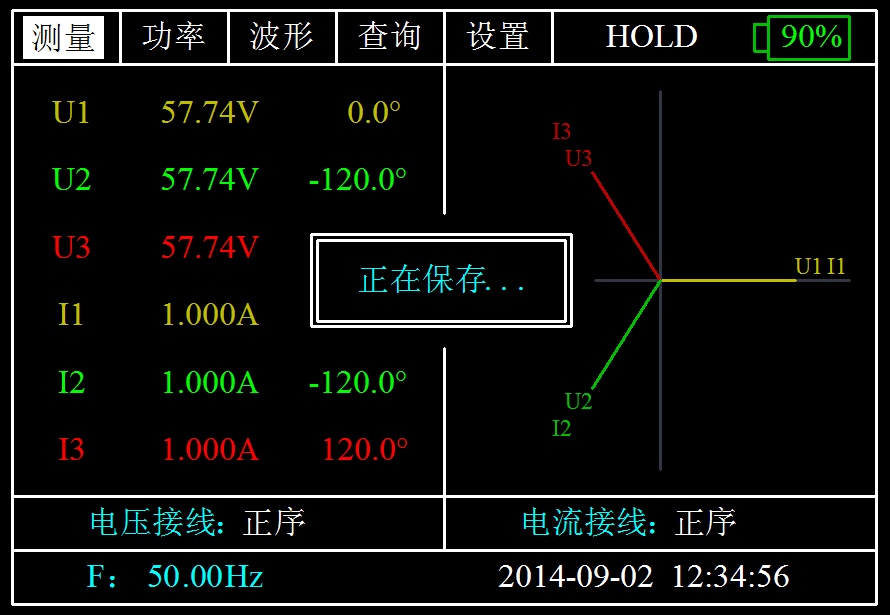 测量 功率 波形 查询 设置 HOLD 90%
U1 57.74V 0.0°
U2 57.74V -120.0°
U3 57.74V
I1 1.000A
I2 1.000A -120.0°
I3 1.000A 120.0°
正在保存...
I3
U3
U1 I1
U2
I2
电压接线：正序 电流接线：正序
F： 50.00Hz 2014-09-02 12:34:56